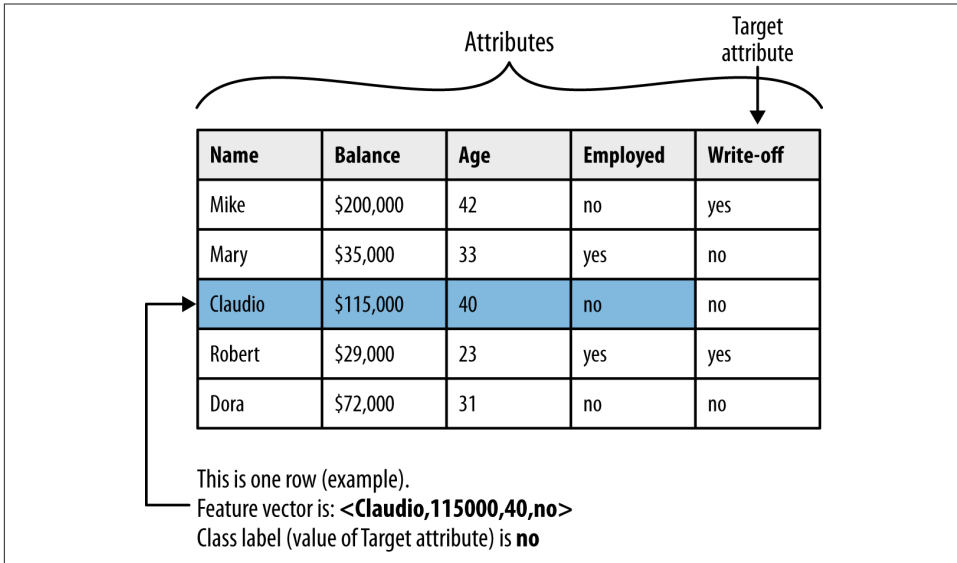 Attributes
Target
attribute
Name Balance Age Employed Write-off
Mike $200,000 42 no yes
Mary $35,000 33 yes no
Claudio $115,000 40 no no
Robert $29,000 23 yes yes
Dora $72,000 31 no no
This is one row (example).
Feature vector is: <Claudio,115000,40,no>
Class label (value of Target attribute) is no